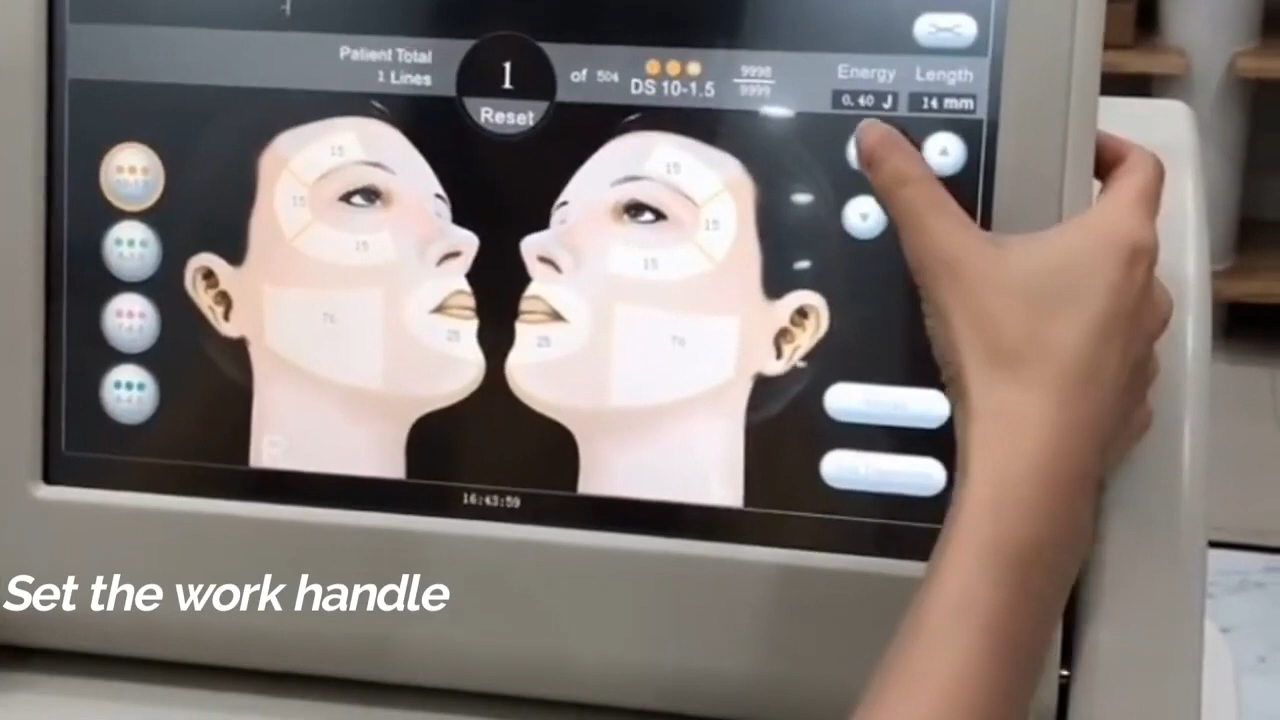 Patient Total
1 Lines
1
Reset
of 504
DS 10-1.5
9998
9999
Energy Length
0.40 J 14 mm
15 15
15 15
15 15
25 25
16:43:59
Set the work handle